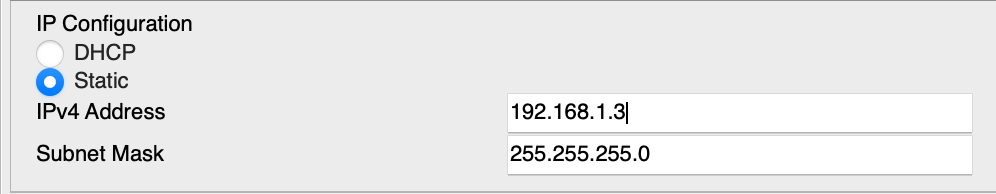 IP Configuration
DHCP
Static
IPv4 Address 192.168.1.3
Subnet Mask 255.255.255.0